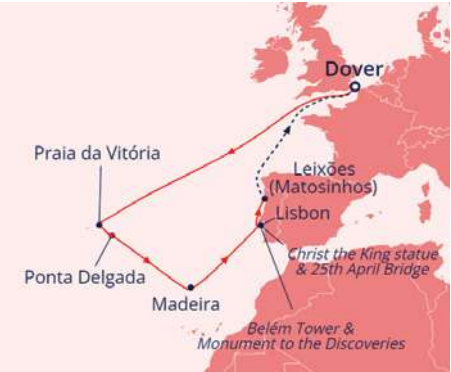 Dover
Praia da Vitória
Leixões
(Matosinhos)
Lisbon
Christ the King statue
& 25th April Bridge
Ponta Delgada
Madeira
Belém Tower &
Monument to the Discoveries